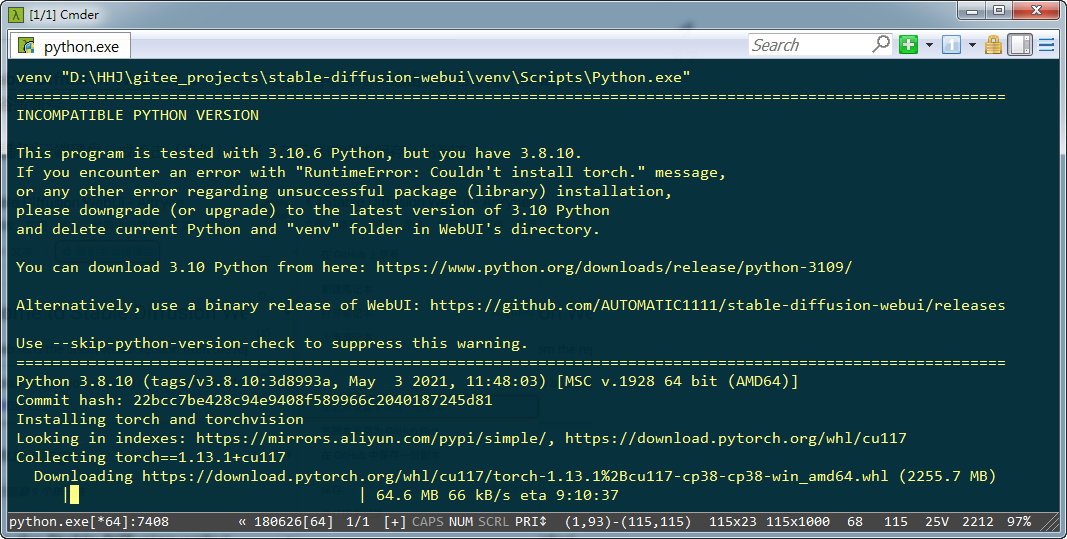 [1/1] Cmder
python.exe
Search
venv "D:\HHJ\gitee_projects\stable-diffusion-webui\venv\Scripts\Python.exe"
==============================================================================================================
INCOMPATIBLE PYTHON VERSION
This program is tested with 3.10.6 Python, but you have 3.8.10.
If you encounter an error with "RuntimeError: Couldn't install torch." message,
or any other error regarding unsuccessful package (library) installation,
please downgrade (or upgrade) to the latest version of 3.10 Python
and delete current Python and "venv" folder in WebUI's directory.
You can download 3.10 Python from here: https://www.python.org/downloads/release/python-3109/
Alternatively, use a binary release of WebUI: https://github.com/AUTOMATIC1111/stable-diffusion-webui/releases
Use --skip-python-version-check to suppress this warning.
==============================================================================================================
Python 3.8.10 (tags/v3.8.10:3d8993a, May  3 2021, 11:48:03) [MSC v.1928 64 bit (AMD64)]
Commit hash: 22bcc7be428c94e9408f589966c2040187245d81
Installing torch and torchvision
Looking in indexes: https://mirrors.aliyun.com/pypi/simple/, https://download.pytorch.org/whl/cu117
Collecting torch==1.13.1+cu117
  Downloading https://download.pytorch.org/whl/cu117/torch-1.13.1%2Bcu117-cp38-cp38-win_amd64.whl (2255.7 MB)
     |                                | 64.6 MB 66 kB/s eta 9:10:37
python.exe[*64]:7408 « 180626[64] 1/1 [+] CAPS NUM SCRL PRI↕ (1,93)-(115,115) 115x23 115x1000 68 115 25V 2212 97%